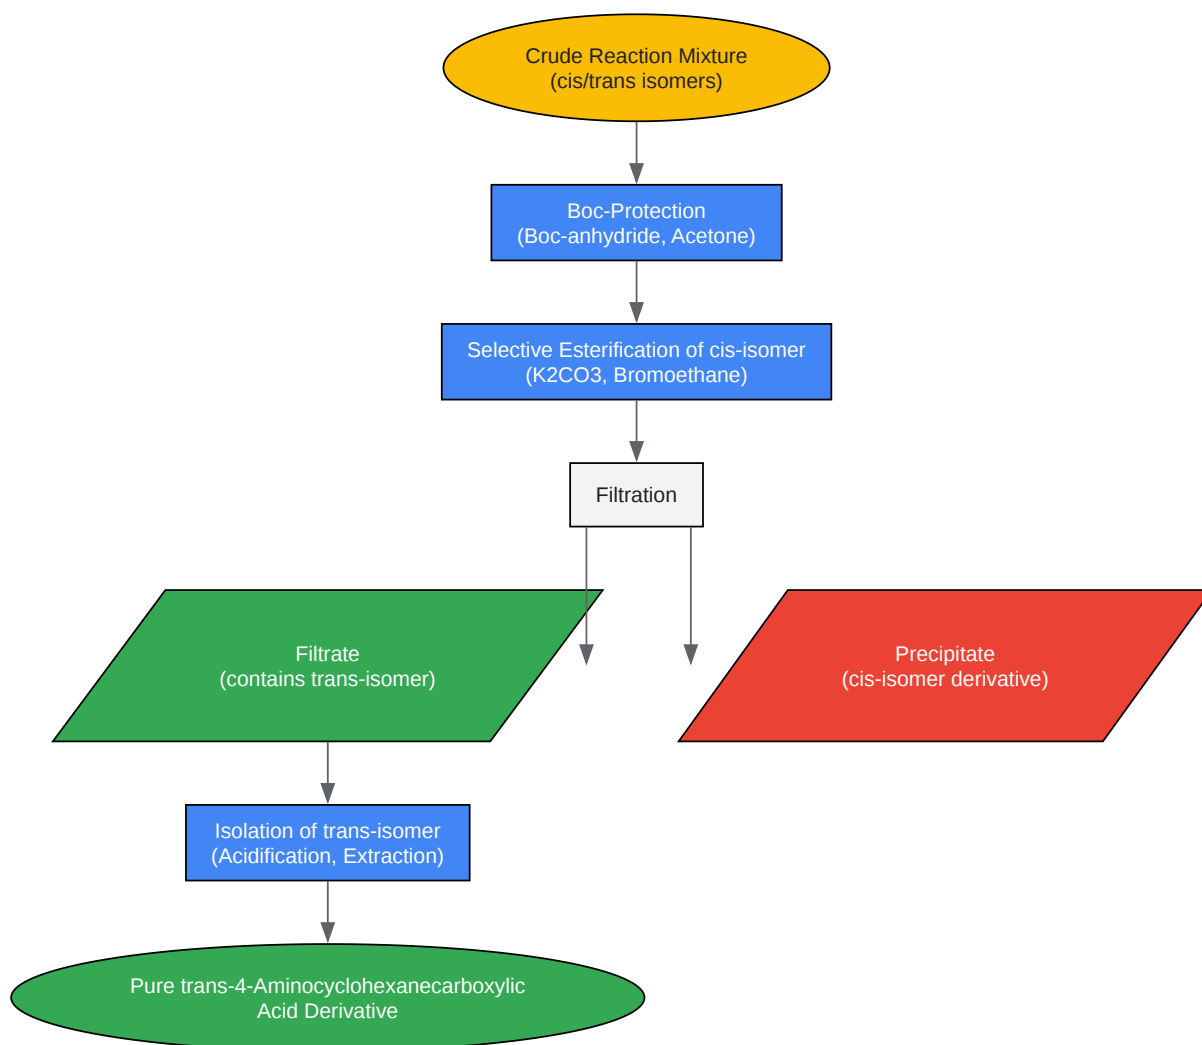 Crude Reaction Mixture
(cis/trans isomers)
Boc-Protection
(Boc-anhydride, Acetone)
Selective Esterification of cis-isomer
(K2CO3, Bromoethane)
Filtration
Filtrate
(contains trans-isomer)
Precipitate
(cis-isomer derivative)
Isolation of trans-isomer
(Acidification, Extraction)
Pure trans-4-Aminocyclohexanecarboxylic
Acid Derivative